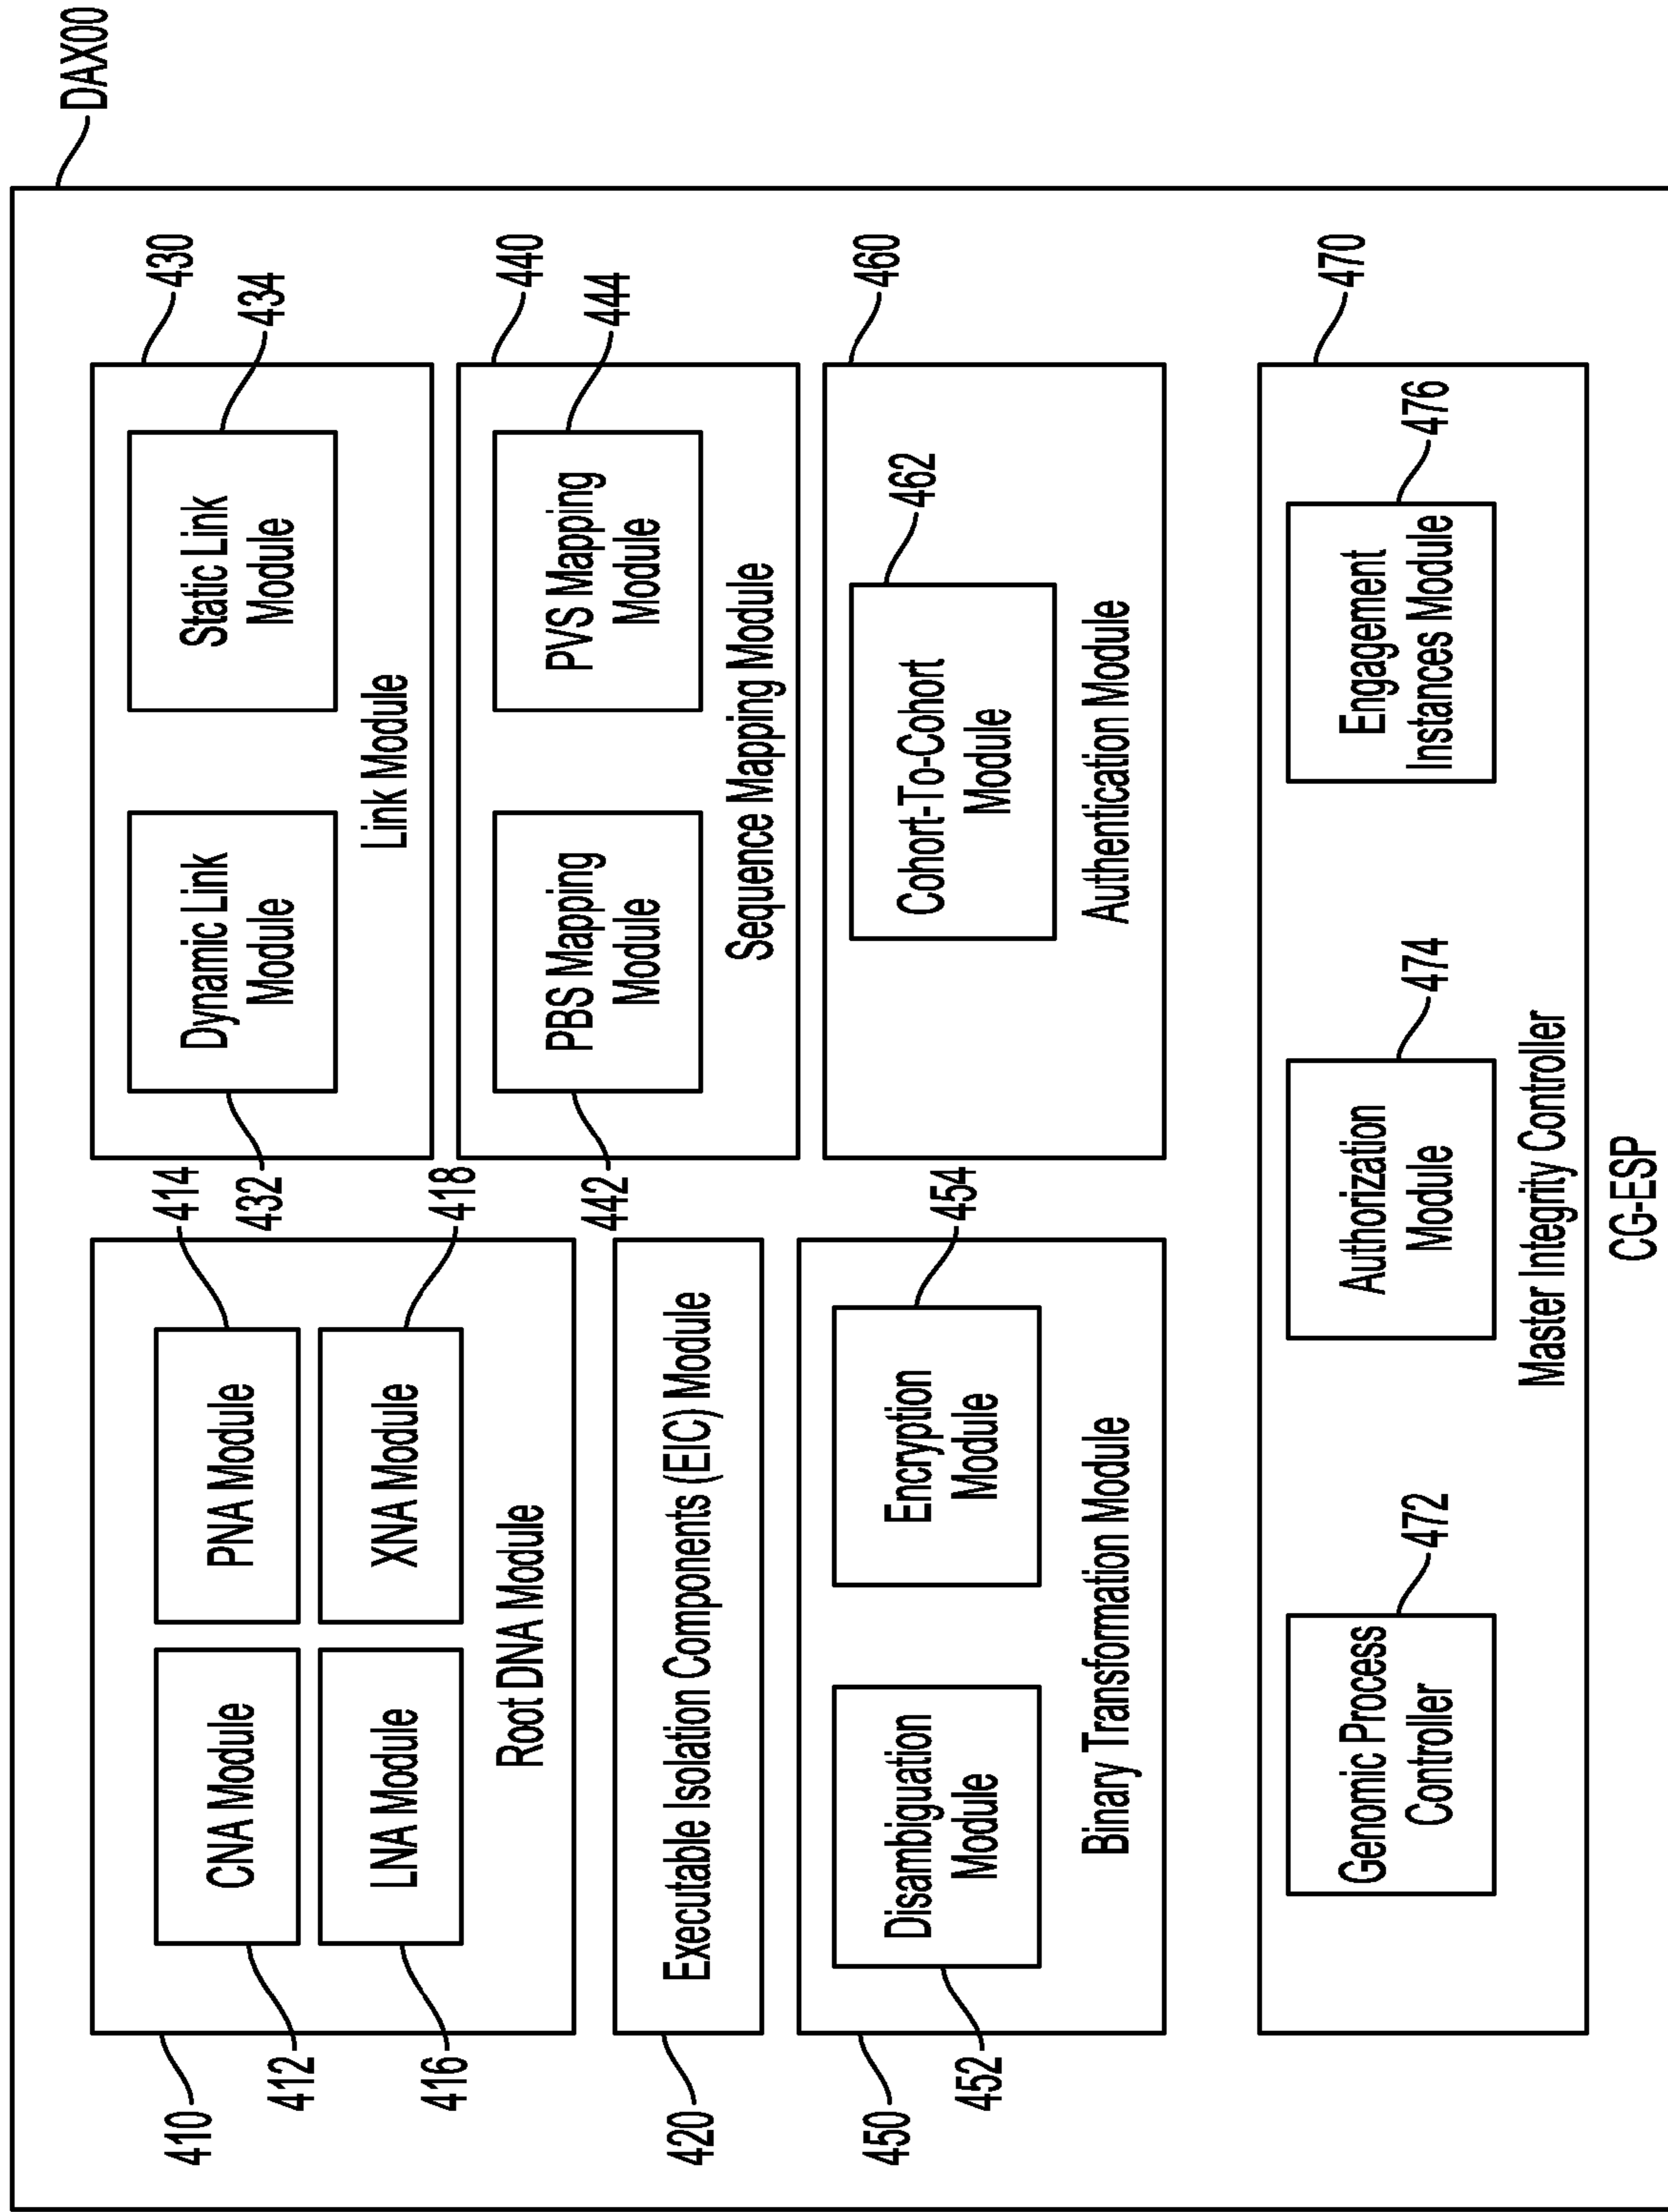 DAX00
410
412
CNA Module
414
PNA Module
416
LNA Module
418
XNA Module
Root DNA Module
420
Executable Isolation Components (EIC) Module
450
452
Disambiguation
Module
454
Encryption
Module
Binary Transformation Module
430
432
Dynamic Link
Module
434
Static Link
Module
Link Module
440
442
PBS Mapping
Module
444
PVS Mapping
Module
Sequence Mapping Module
460
462
Cohort-To-Cohort
Module
Authentication Module
470
472
Genomic Process
Controller
474
Authorization
Module
476
Engagement
Instances Module
Master Integrity Controller
CG-ESP